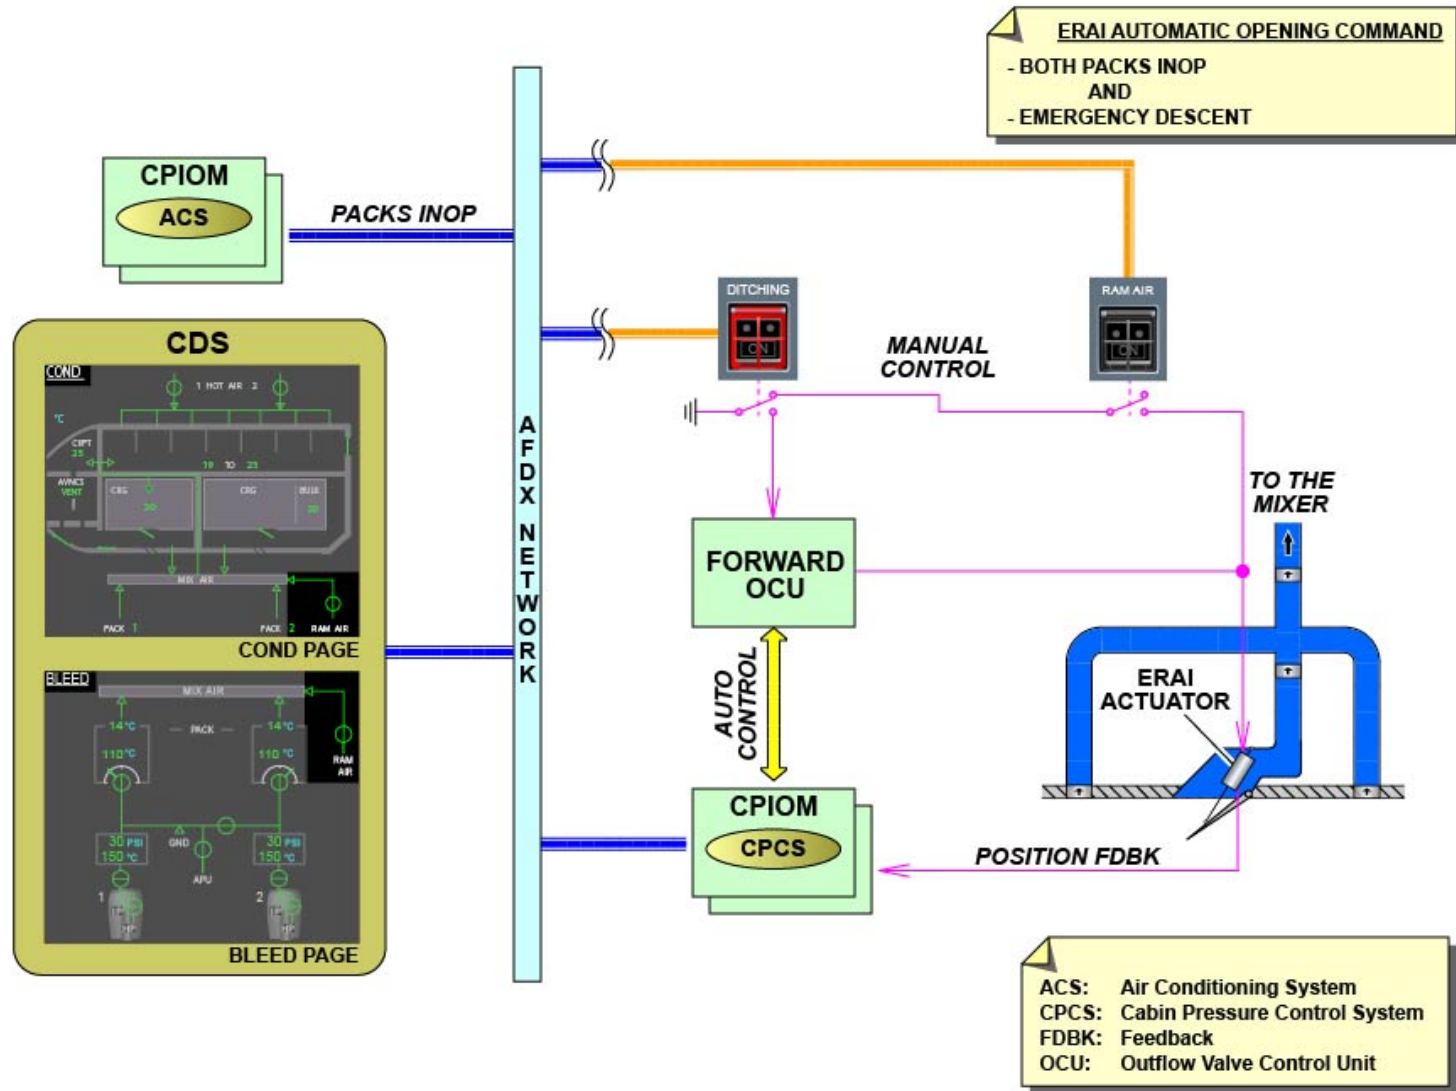 ERAI AUTOMATIC OPENING COMMAND
- BOTH PACKS INOP
AND
- EMERGENCY DESCENT
CPIOM
ACS
PACKS INOP
DITCHING
ON
RAM AIR
ON
MANUAL
CONTROL
CDS
COND
1 HOT AIR 2
°C
25
19 TO 23
AVNCS
VENT
CRG
CRG
BULK
20
MIX AIR
PACK 1
PACK 2
RAM AIR
COND PAGE
BLEED
MIX AIR
14 °C
PACK
14 °C
110 °C
110 °C
RAM
AIR
30 PSI
150 °C
GND
30 PSI
150 °C
APU
1
2
HP
HP
BLEED PAGE
AFDX NETWORK
FORWARD
OCU
TO THE
MIXER
AUTO
CONTROL
ERAI
ACTUATOR
CPIOM
CPCS
POSITION FDBK
ACS: Air Conditioning System
CPCS: Cabin Pressure Control System
FDBK: Feedback
OCU: Outflow Valve Control Unit